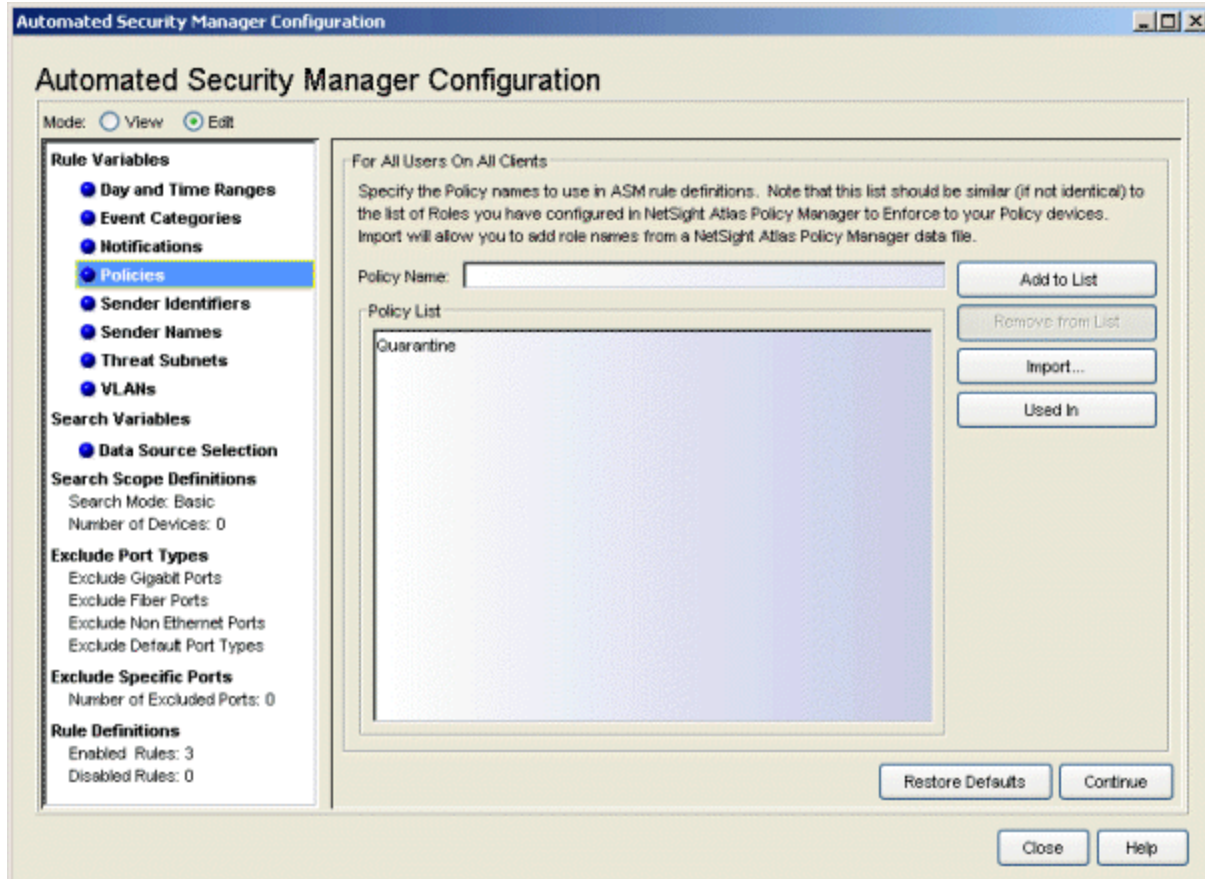 Automated Security Manager Configuration
Automated Security Manager Configuration
Mode: View Edit
Rule Variables
Day and Time Ranges
Event Categories
Notifications
Policies
Sender Identifiers
Sender Names
Threat Subnets
VLANs
Search Variables
Data Source Selection
Search Scope Definitions
Search Mode: Basic
Number of Devices: 0
Exclude Port Types
Exclude Gigabit Ports
Exclude Fiber Ports
Exclude Non Ethernet Ports
Exclude Default Port Types
Exclude Specific Ports
Number of Excluded Ports: 0
Rule Definitions
Enabled Rules: 3
Disabled Rules: 0
For All Users On All Clients
Specify the Policy names to use in ASM rule definitions. Note that this list should be similar (if not identical) to
the list of Roles you have configured in NetSight Atlas Policy Manager to Enforce to your Policy devices.
Import will allow you to add role names from a NetSight Atlas Policy Manager data file.
Policy Name:
Add to List
Policy List
Remove from List
Quarantine
Import...
Used In
Restore Defaults
Continue
Close
Help